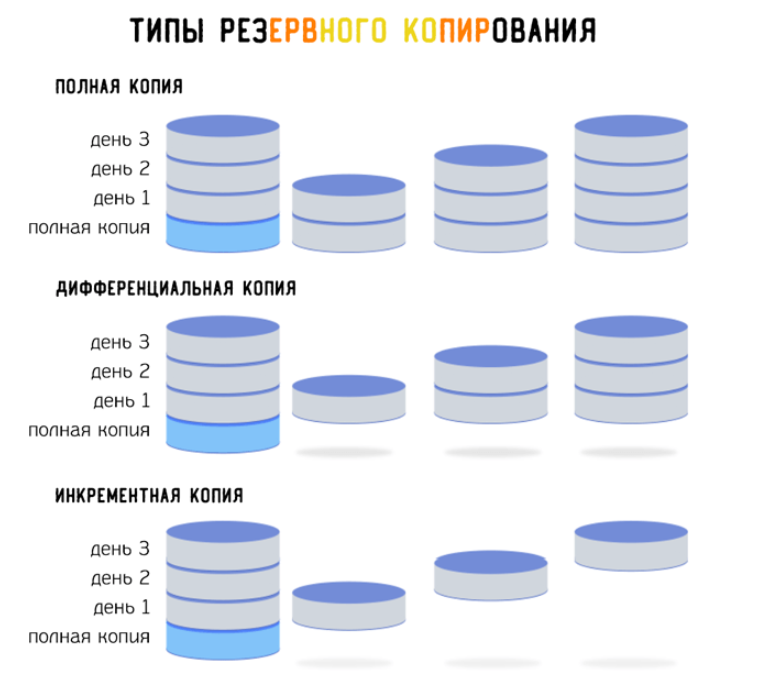 ТИПЫ РЕЗЕРВНОГО КОПИРОВАНИЯ
ПОЛНАЯ КОПИЯ
день 3
день 2
день 1
полная копия
ДИФФЕРЕНЦИАЛЬНАЯ КОПИЯ
день 3
день 2
день 1
полная копия
ИНКРЕМЕНТНАЯ КОПИЯ
день 3
день 2
день 1
полная копия